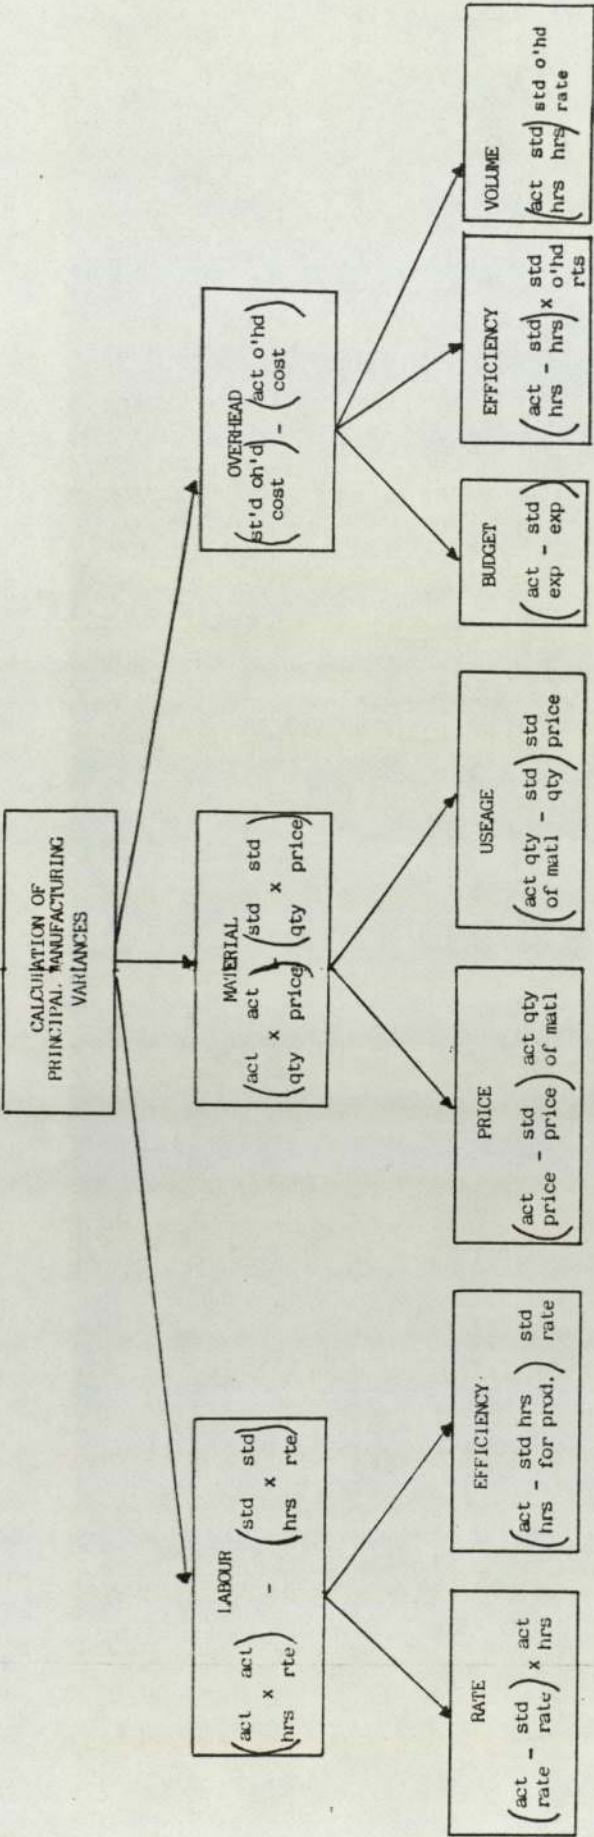 CALCULATION OF
PRINCIPAL MANUFACTURING
VARIANCES
LABOUR
(act act) (std std)
x - x
(hrs rte) (hrs rte)
MATERIAL
(act act) (std std)
x - x
(qty price) (qty price)
OVERHEAD
(st'd oh'd) (act o'hd)
-
( cost ) ( cost )
RATE
(act std) act
- x
(rate rate) hrs
EFFICIENCY
(act - std hrs) std
(hrs - for prod.) rate
PRICE
(act std) act qty
-
(price price) of matl
USEAGE
(act qty std) std
-
(of matl qty) price
BUDGET
(act std)
-
(exp exp)
EFFICIENCY
(act std) std
- x
(hrs hrs) o'hd
rts
VOLUME
(act std) std o'hd
(hrs hrs) rate